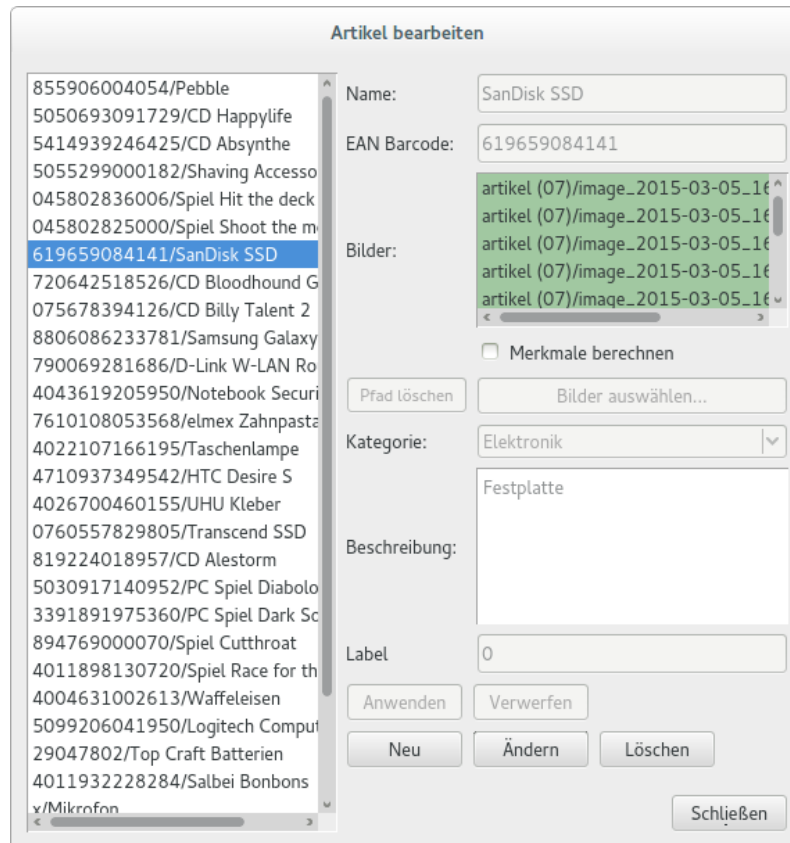 Artikel bearbeiten
855906004054/Pebble
5050693091729/CD Happylife
5414939246425/CD Absynthe
5055299000182/Shaving Accesso
045802836006/Spiel Hit the deck
045802825000/Spiel Shoot the m
619659084141/SanDisk SSD
720642518526/CD Bloodhound G
075678394126/CD Billy Talent 2
8806086233781/Samsung Galaxy
790069281686/D-Link W-LAN Ro
4043619205950/Notebook Securi
7610108053568/elmex Zahnpasta
4022107166195/Taschenlampe
4710937349542/HTC Desire S
4026700460155/UHU Kleber
0760557829805/Transcend SSD
819224018957/CD Alestorm
5030917140952/PC Spiel Diabolo
3391891975360/PC Spiel Dark So
894769000070/Spiel Cutthroat
4011898130720/Spiel Race for th
4004631002613/Waffeleisen
5099206041950/Logitech Comput
29047802/Top Craft Batterien
4011932228284/Salbei Bonbons
x/Mikrofon
Name: SanDisk SSD
EAN Barcode: 619659084141
Bilder:
artikel (07)/image_2015-03-05_16
artikel (07)/image_2015-03-05_16
artikel (07)/image_2015-03-05_16
artikel (07)/image_2015-03-05_16
artikel (07)/image_2015-03-05_16
Merkmale berechnen
Pfad löschen Bilder auswählen...
Kategorie: Elektronik
Beschreibung: Festplatte
Label 0
Anwenden Verwerfen
Neu Ändern Löschen
Schließen